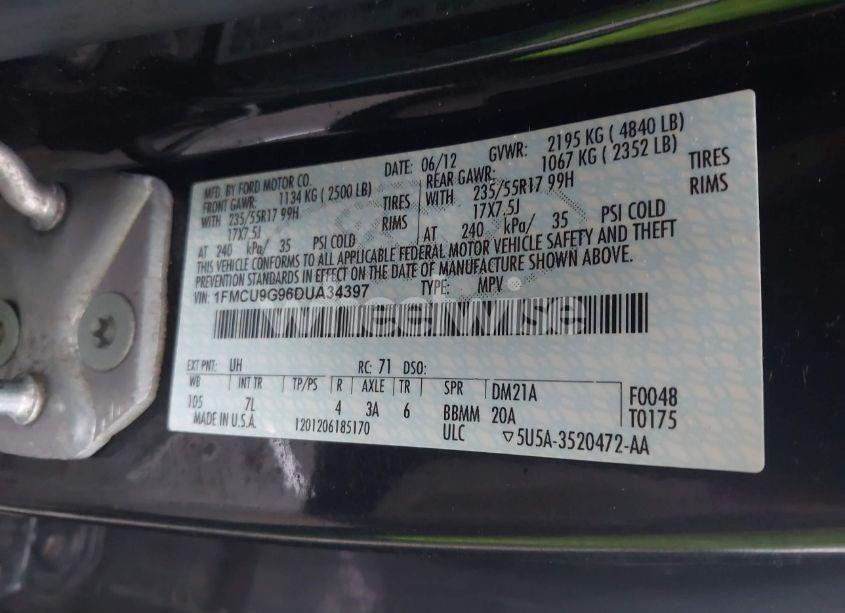 MFD. BY FORD MOTOR CO.
DATE: 06/12 GVWR: 2195 KG ( 4840 LB)
FRONT GAWR: 1134 KG ( 2500 LB) REAR GAWR: 1067 KG ( 2352 LB)
WITH 235/55R17 99H TIRES WITH 235/55R17 99H TIRES
17X7.5J RIMS 17X7.5J RIMS
AT 240 kPa/ 35 PSI COLD AT 240 kPa/ 35 PSI COLD
THIS VEHICLE CONFORMS TO ALL APPLICABLE FEDERAL MOTOR VEHICLE SAFETY AND THEFT
PREVENTION STANDARDS IN EFFECT ON THE DATE OF MANUFACTURE SHOWN ABOVE.
VIN: 1FMCU9G96DUA34397 TYPE: MPV
EXT PNT: UH RC: 71 DSO:
WB INT TR TP/PS R AXLE TR SPR DM21A F0048
105 7L 4 3A 6 BBMM 20A T0175
MADE IN U.S.A. 1201206185170 ULC ▽5U5A-3520472-AA